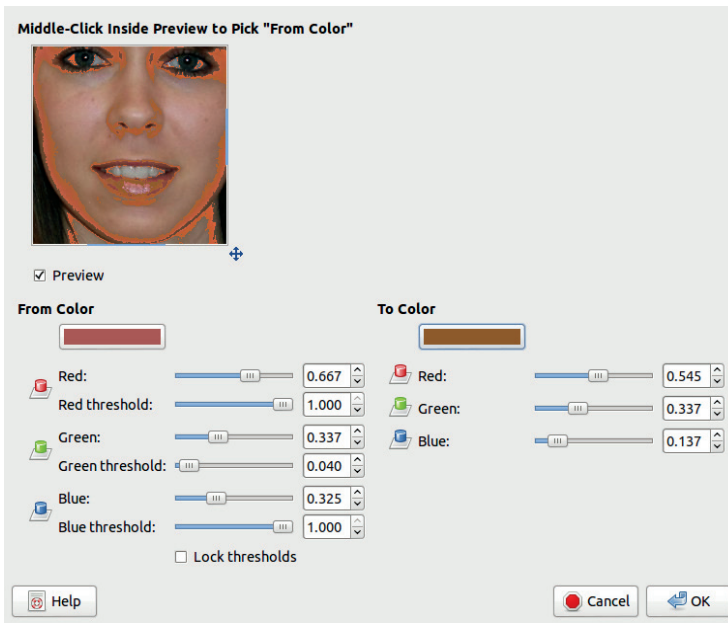 Middle-Click Inside Preview to Pick "From Color"
Preview
From Color
To Color
Red: 0.667
Red: 0.545
Red threshold: 1.000
Green: 0.337
Green: 0.337
Blue: 0.137
Green threshold: 0.040
Blue: 0.325
Blue threshold: 1.000
Lock thresholds
Help
Cancel
OK